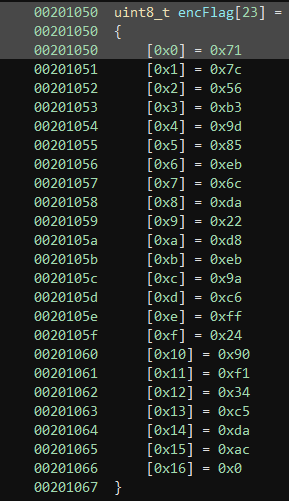 00201050 uint8_t encFlag[23] =
00201050 {
00201050 [0x0] = 0x71
00201051 [0x1] = 0x7c
00201052 [0x2] = 0x56
00201053 [0x3] = 0xb3
00201054 [0x4] = 0x9d
00201055 [0x5] = 0x85
00201056 [0x6] = 0xeb
00201057 [0x7] = 0x6c
00201058 [0x8] = 0xda
00201059 [0x9] = 0x22
0020105a [0xa] = 0xd8
0020105b [0xb] = 0xeb
0020105c [0xc] = 0x9a
0020105d [0xd] = 0xc6
0020105e [0xe] = 0xff
0020105f [0xf] = 0x24
00201060 [0x10] = 0x90
00201061 [0x11] = 0xf1
00201062 [0x12] = 0x34
00201063 [0x13] = 0xc5
00201064 [0x14] = 0xda
00201065 [0x15] = 0xac
00201066 [0x16] = 0x0
00201067 }